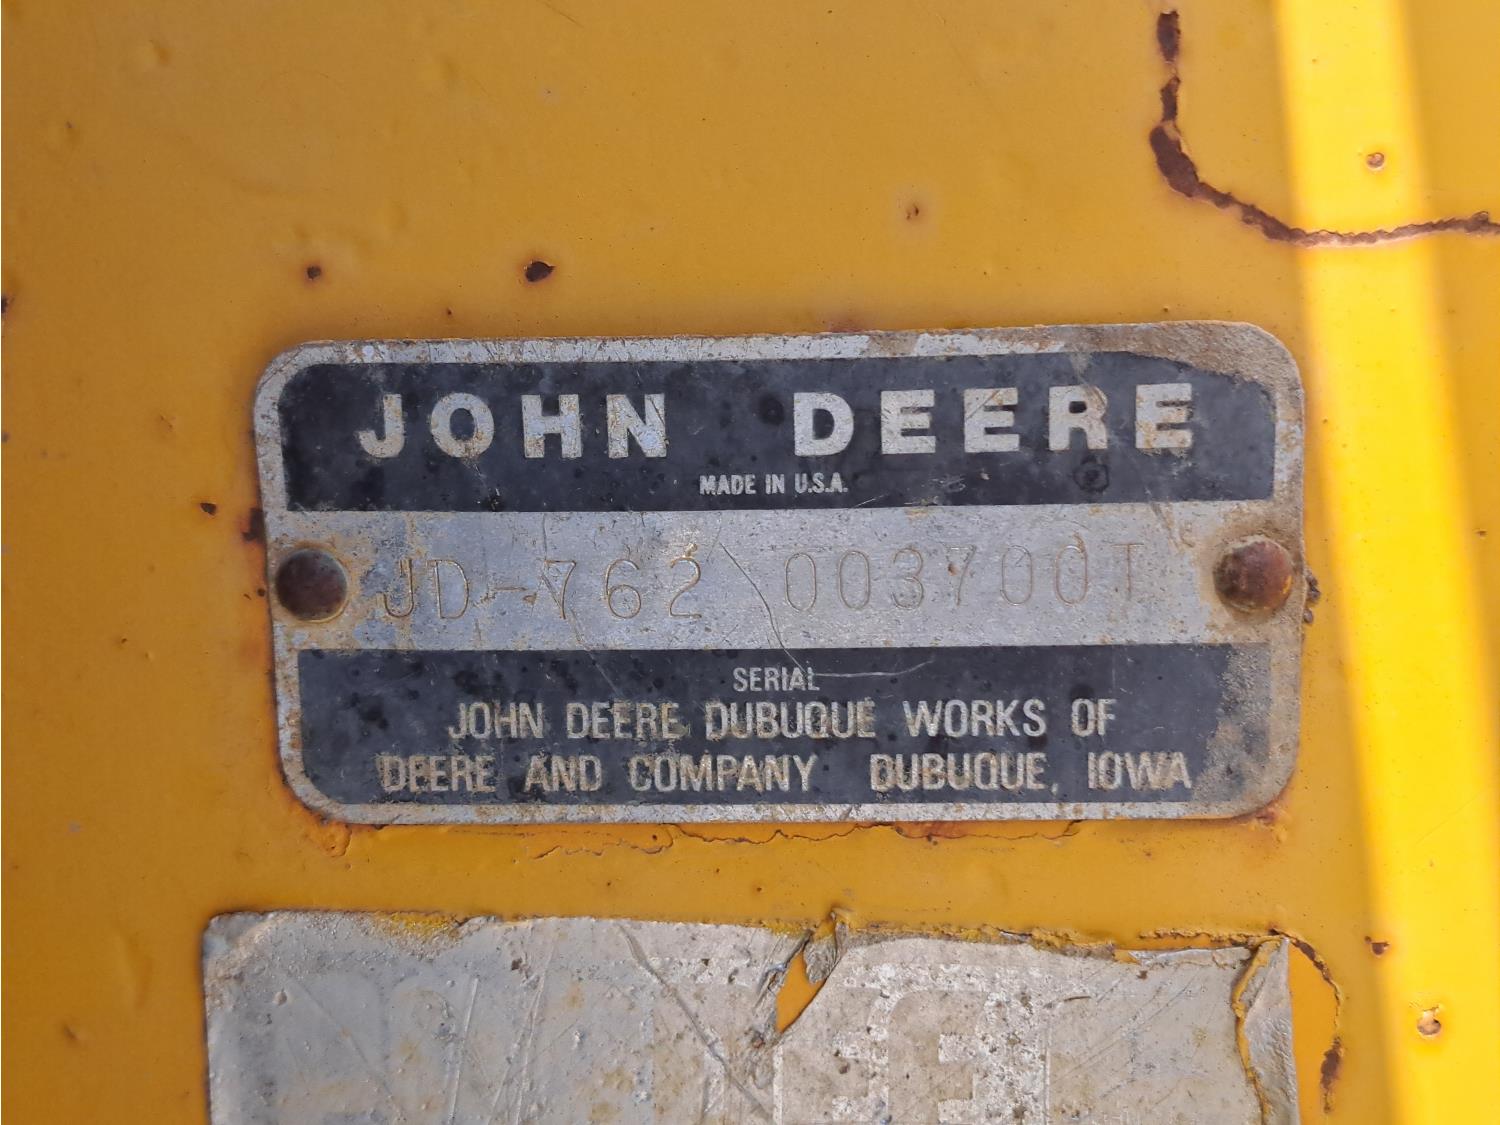 JOHN DEERE
MADE IN U.S.A.
JD-762 003700T
SERIAL
JOHN DEERE DUBUQUE WORKS OF
DEERE AND COMPANY DUBUQUE, IOWA